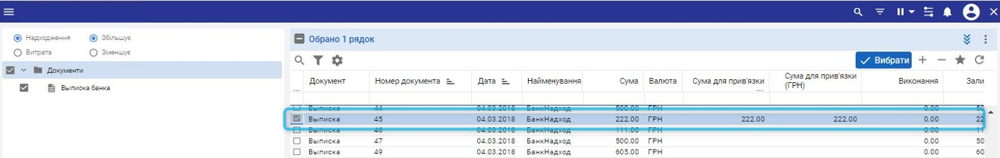 Надходження Збільшує
Витрата Зменшує
Документи
Выписка банка
Обрано 1 рядок
Вибрати
Документ Номер документа Дата Найменування Сума Валюта Сума для прив'язки ... Сума для прив'язки (ГРН) Виконання Зали
...
Выписка 44 04.03.2018 БанкНадход 500.00 ГРН 0.00 50
Выписка 45 04.03.2018 БанкНадход 222.00 ГРН 222.00 222.00 0.00 22
Выписка 46 04.03.2018 БанкНадход 111.00 ГРН 0.00 11
Выписка 47 04.03.2018 БанкНадход 500.00 ГРН 0.00 50
Выписка 49 04.03.2018 БанкНадход 605.00 ГРН 0.00 60